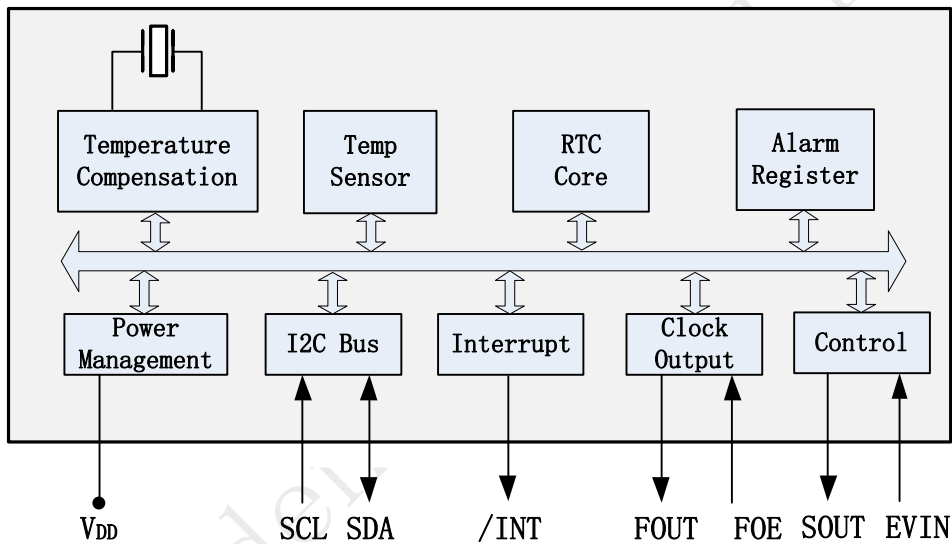 Temperature
Compensation
Temp
Sensor
RTC
Core
Alarm
Register
Power
Management
I2C Bus
Interrupt
Clock
Output
Control
VDD
SCL
SDA
/INT
FOUT
FOE
SOUT
EVIN